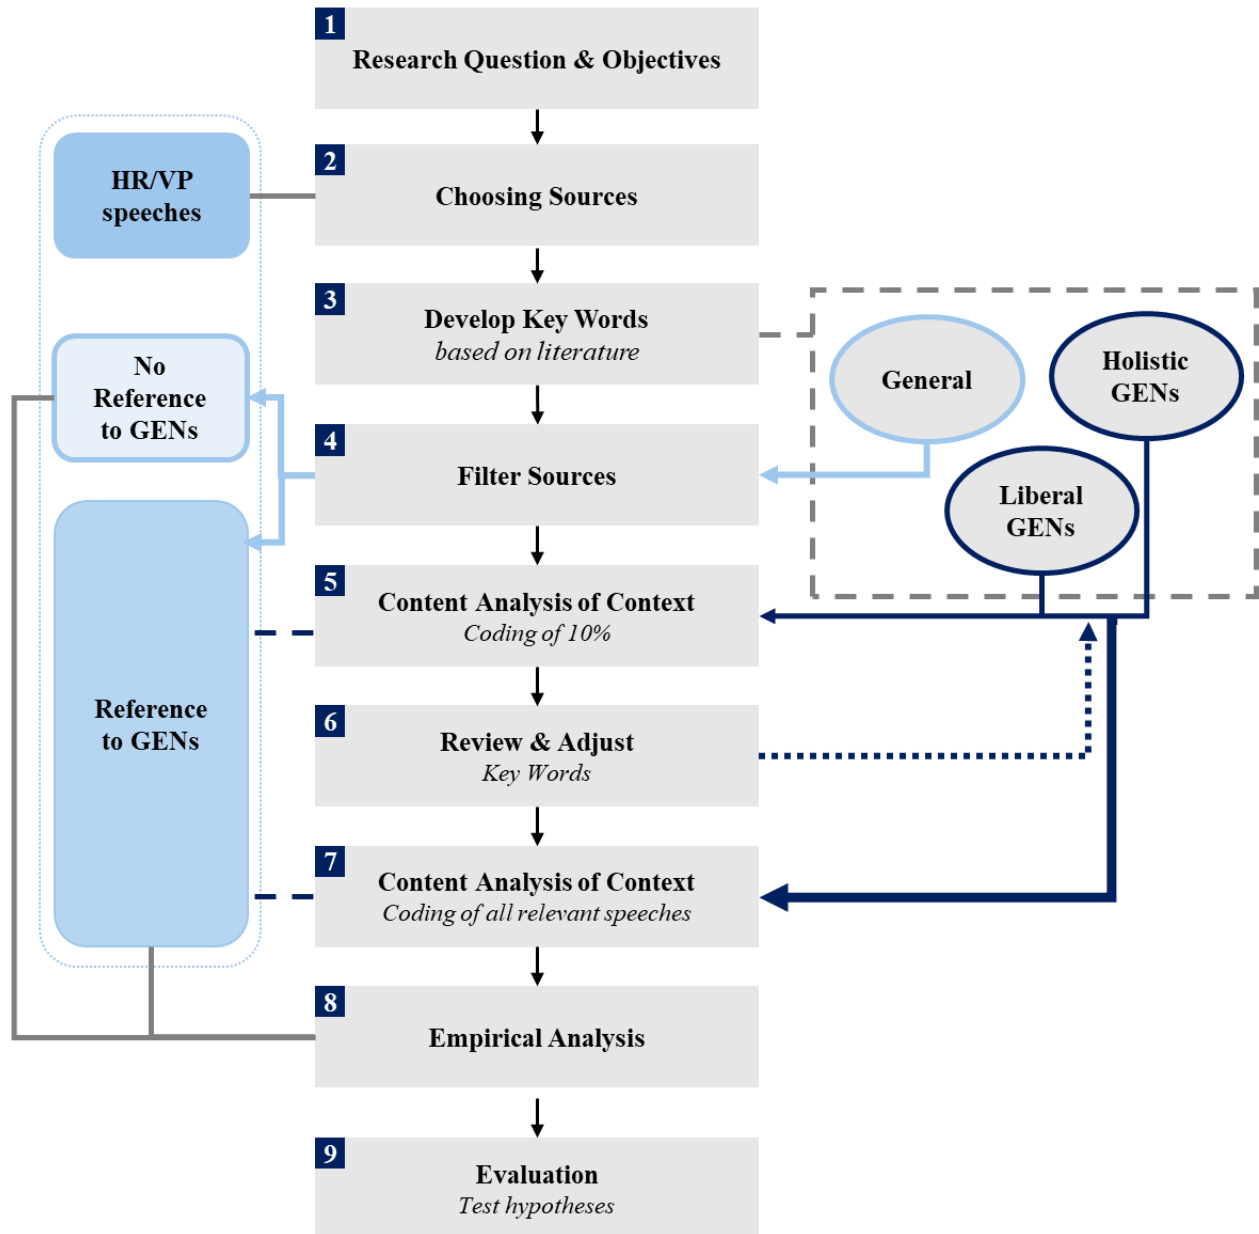 1
Research Question & Objectives
2
Choosing Sources
HR/VP
speeches
3
Develop Key Words
based on literature
General
Holistic
GENs
Liberal
GENs
No
Reference
to GENs
4
Filter Sources
5
Content Analysis of Context
Coding of 10%
Reference
to GENs
6
Review & Adjust
Key Words
7
Content Analysis of Context
Coding of all relevant speeches
8
Empirical Analysis
9
Evaluation
Test hypotheses